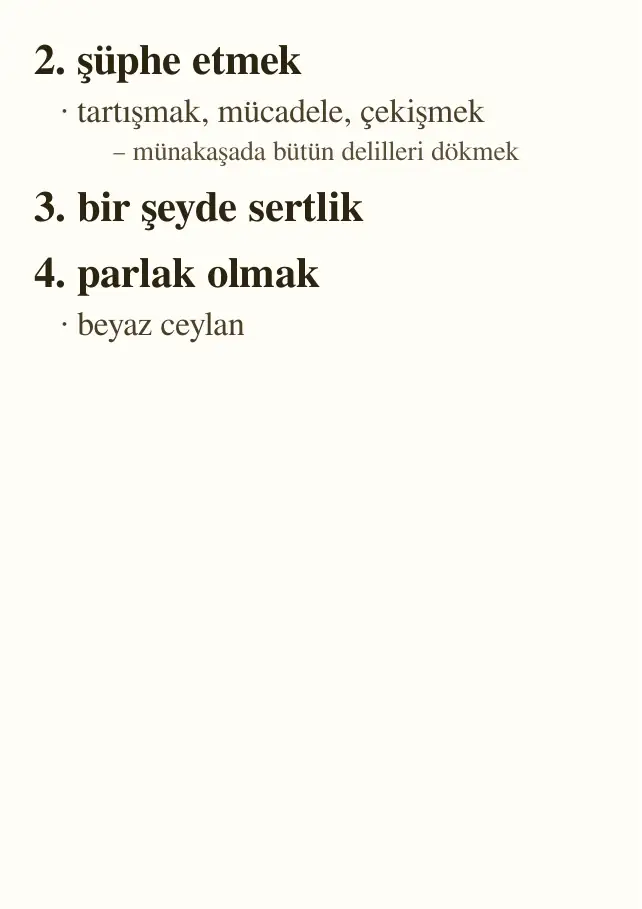 2. şüphe etmek
· tartışmak, mücadele, çekişmek
– münakaşada bütün delilleri dökmek
3. bir şeyde sertlik
4. parlak olmak
· beyaz ceylan